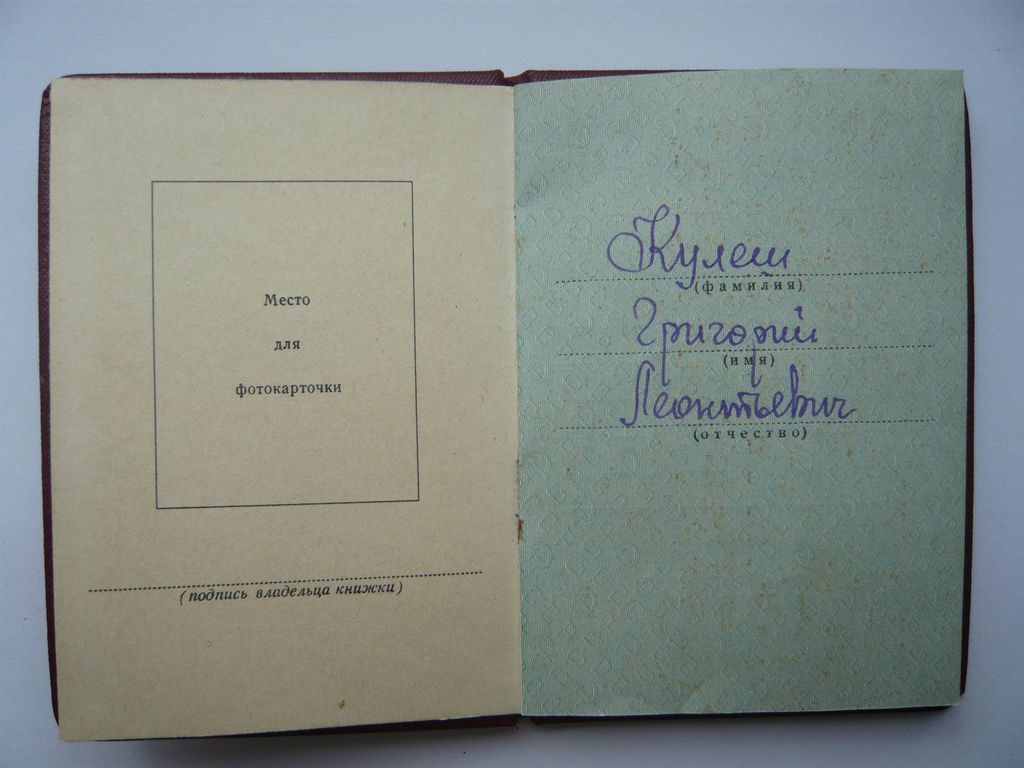 Место
для
фотокарточки
(подпись владельца книжки)
Кулеш
(фамилия)
Григорий
(имя)
Леонтьевич
(отчество)